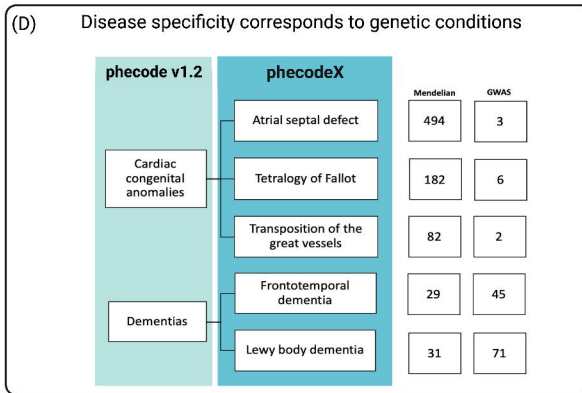 (D) Disease specificity corresponds to genetic conditions
phecode v1.2
phecodeX
Mendelian
GWAS
Cardiac
congenital
anomalies
Atrial septal defect
494
3
Tetralogy of Fallot
182
6
Transposition of the
great vessels
82
2
Dementias
Frontotemporal
dementia
29
45
Lewy body dementia
31
71